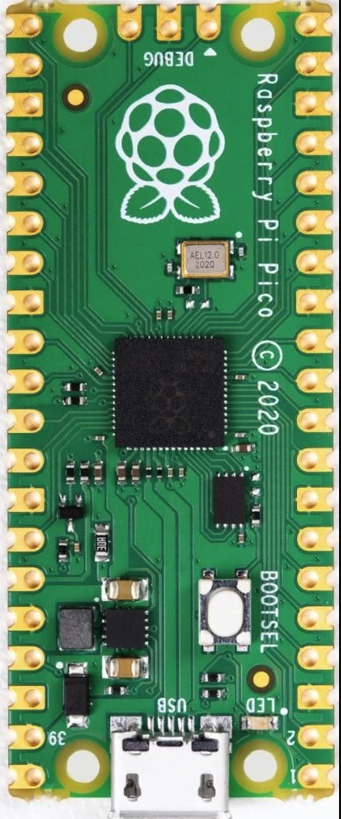 DEBUG
Raspberry Pi Pico © 2020
AEL12.0
2020
BOOTSEL
USB
LED
39
2
1